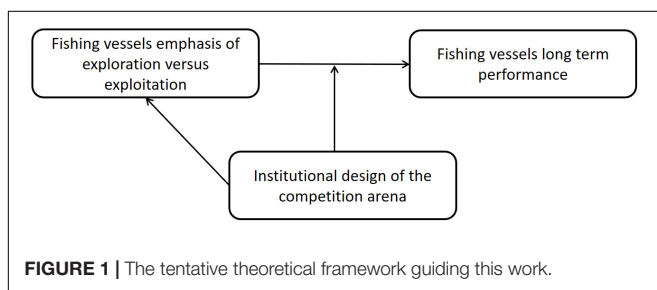 Fishing vessels emphasis of
exploration versus
exploitation
Fishing vessels long term
performance
Institutional design of the
competition arena
FIGURE 1 | The tentative theoretical framework guiding this work.